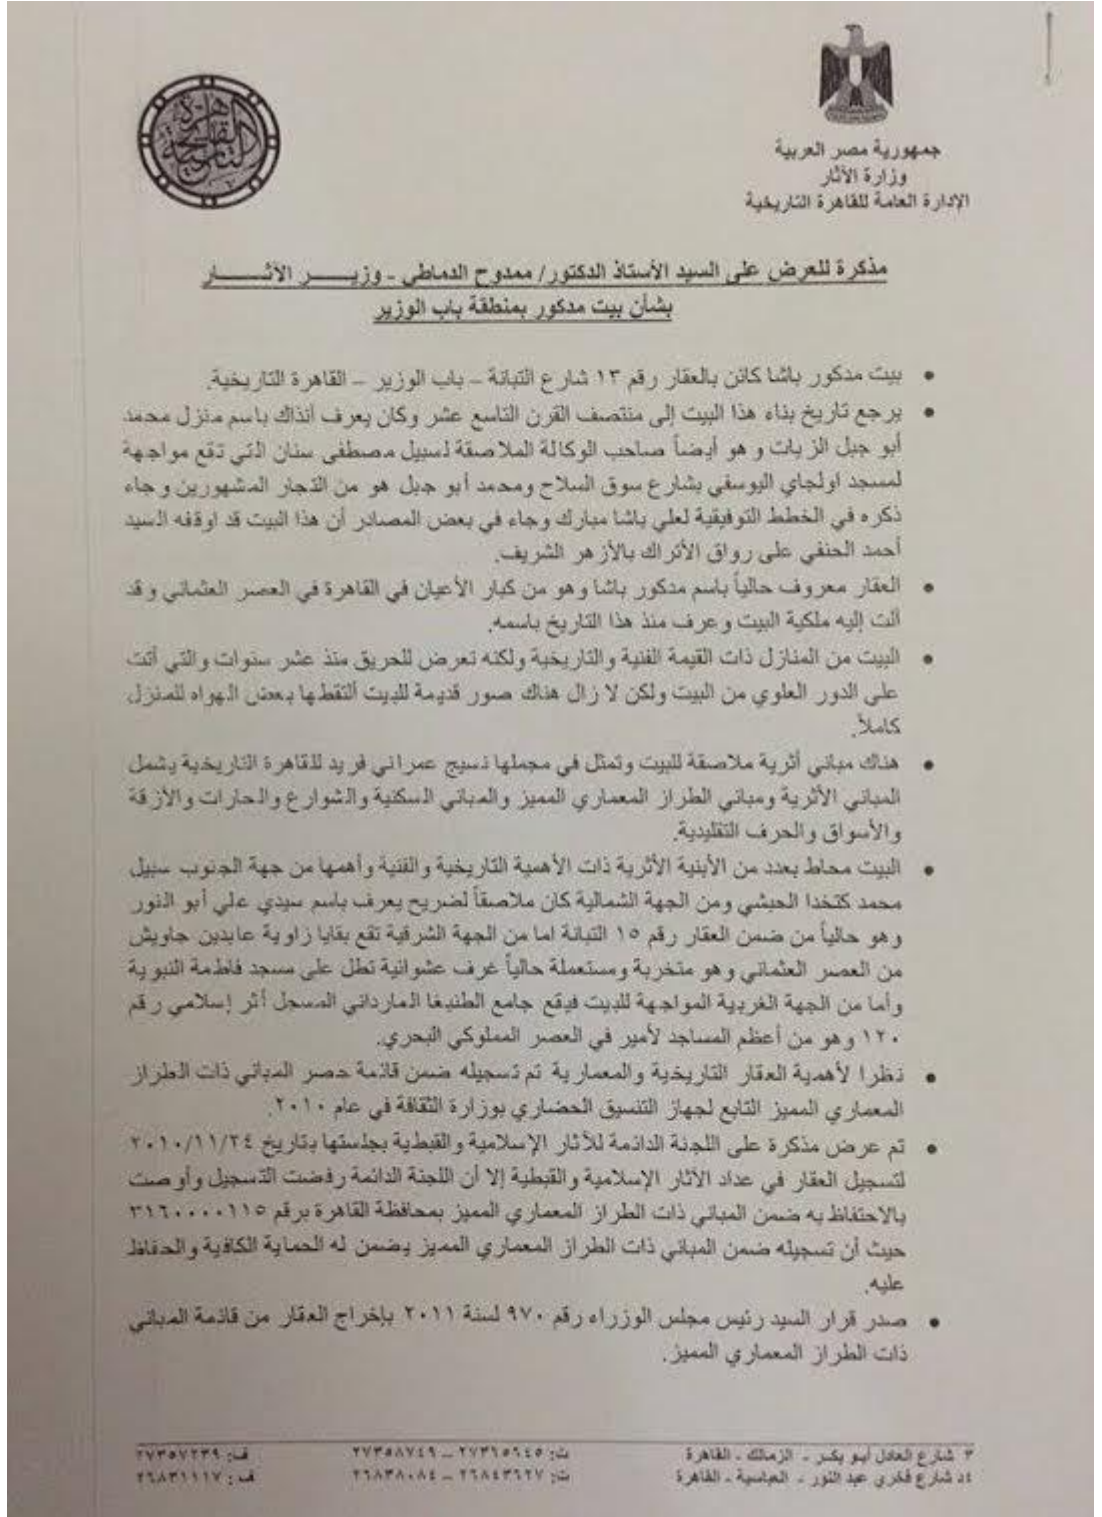 القاهرة التاريخية
جمهورية مصر العربية
وزارة الآثار
الإدارة العامة للقاهرة التاريخية
مذكرة للعرض على السيد الأستاذ الدكتور/ ممدوح الدماطي - وزيـــــر الآثـــــار
بشأن بيت مدكور بمنطقة باب الوزير
• بيت مدكور باشا كائن بالعقار رقم ١٣ شارع التبانة – باب الوزير – القاهرة التاريخية.
• يرجع تاريخ بناء هذا البيت إلى منتصف القرن التاسع عشر وكان يعرف أنذاك باسم منزل محمد
أبو جبل الزيات و هو أيضاً صاحب الوكالة الملاصقة لسبيل مصطفى سنان التي تقع مواجهة
لمسجد اولجاي اليوسفي بشارع سوق السلاح ومحمد أبو جبل هو من التجار المشهورين و جاء
ذكره في الخطط التوفيقية لعلي باشا مبارك وجاء في بعض المصادر أن هذا البيت قد اوقفه السيد
أحمد الحنفي على رواق الأتراك بالأزهر الشريف.
• العقار معروف حالياً باسم مدكور باشا وهو من كبار الأعيان في القاهرة في العصر العثماني و قد
ألت إليه ملكية البيت وعرف منذ هذا التاريخ باسمه.
• البيت من المنازل ذات القيمة الفنية والتاريخية ولكنه تعرض للحريق منذ عشر سنوات والتي أتت
على الدور العلوي من البيت ولكن لا زال هناك صور قديمة للبيت ألتقطها بعض الهواه للمنزل
كاملاً.
• هناك مباني أثرية ملاصقة للبيت وتمثل في مجملها نسيج عمراني فريد للقاهرة التاريخية يشمل
المباني الأثرية ومباني الطراز المعماري المميز والمباني السكنية والشوارع والحارات والأزقة
والأسواق والحرف التقليدية.
• البيت محاط بعدد من الأبنية الأثرية ذات الأهمية التاريخية والفنية وأهمها من جهة الجنوب سبيل
محمد كتخدا الحبشي ومن الجهة الشمالية كان ملاصقاً لضريح يعرف باسم سيدي علي أبو النور
و هو حالياً من ضمن العقار رقم ١٥ التبانة اما من الجهة الشرقية تقع بقايا زاوية عابدين جاويش
من العصر العثماني وهو متخربة ومستعملة حالياً غرف عشوائية تطل على مسجد فاطمة النبوية
وأما من الجهة الغربية المواجهة للبيت فيقع جامع الطنبغا المارداني المسجل أثر إسلامي رقم
١٢٠ و هو من أعظم المساجد لأمير في العصر المملوكي البحري.
• نظرا لأهمية العقار التاريخية والمعمارية تم تسجيله ضمن قائمة حصر المباني ذات الطراز
المعماري المميز التابع لجهاز التنسيق الحضاري بوزارة الثقافة في عام ٢٠١٠.
• تم عرض مذكرة على اللجنة الدائمة للآثار الإسلامية والقبطية بجلستها بتاريخ ٢٠١٠/١١/٢٤
لتسجيل العقار في عداد الآثار الإسلامية والقبطية إلا أن اللجنة الدائمة رفضت التسجيل وأوصت
بالاحتفاظ به ضمن المباني ذات الطراز المعماري المميز بمحافظة القاهرة برقم ٣١٦٠٠٠٠١١٥
حيث أن تسجيله ضمن المباني ذات الطراز المعماري المميز يضمن له الحماية الكافية والحفاظ
عليه.
• صدر قرار السيد رئيس مجلس الوزراء رقم ٩٧٠ لسنة ٢٠١١ بإخراج العقار من قائمة المباني
ذات الطراز المعماري المميز.
٣ شارع العادل أبو بكر - الزمالك - القاهرة ت: ٢٧٣٦٥٦٤٥ – ٢٧٣٥٨٧٤٩ ف: ٢٧٣٥٧٢٣٩
٤د شارع فخري عبد النور - العباسية - القاهرة ت: ٢٦٨٤٣٦٢٧ – ٢٦٨٣٨٠٨٤ ف: ٢٦٨٣١١١٧